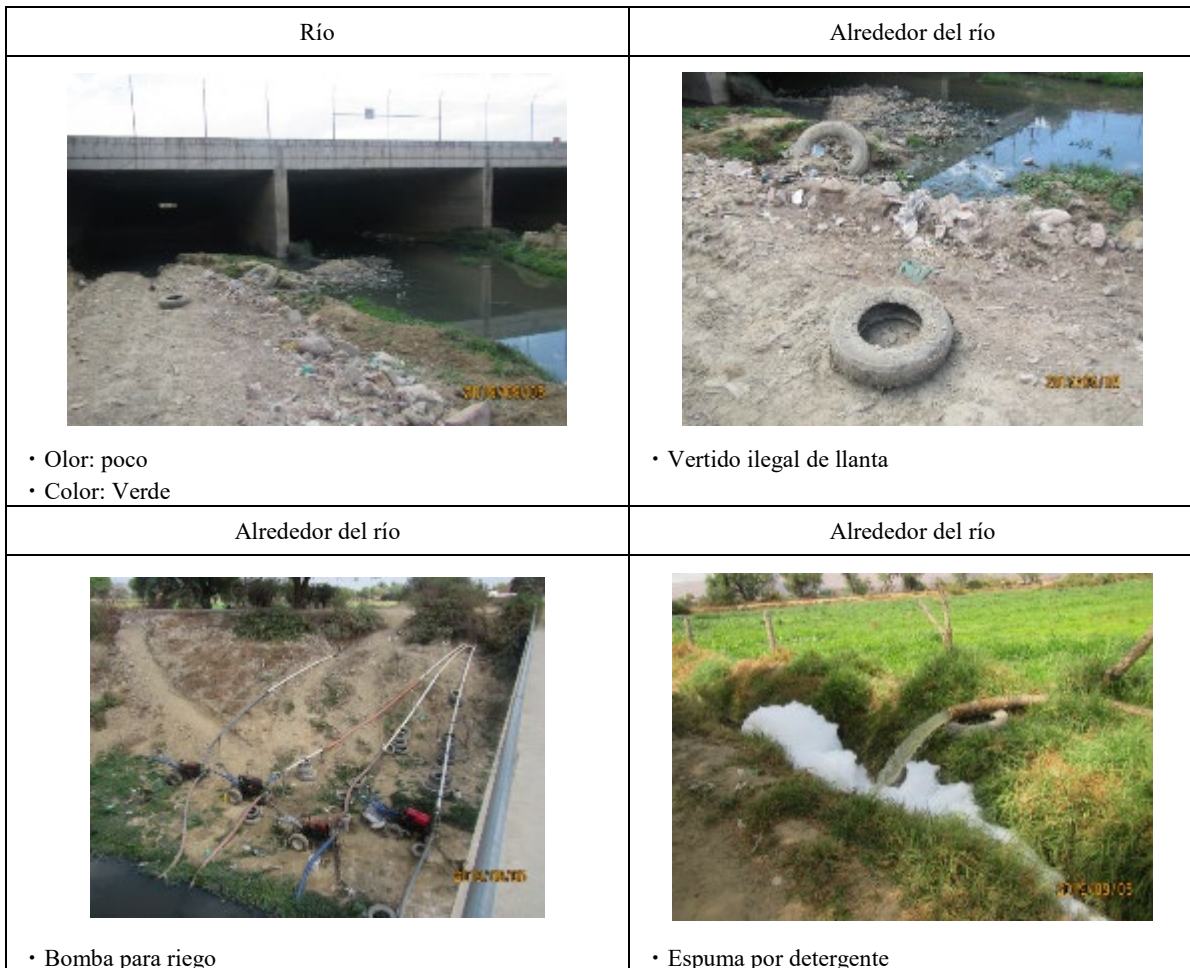 Río
Alrededor del río
・Olor: poco
・Color: Verde
・Vertido ilegal de llanta
Alrededor del río
Alrededor del río
・Bomba para riego
・Espuma por detergente